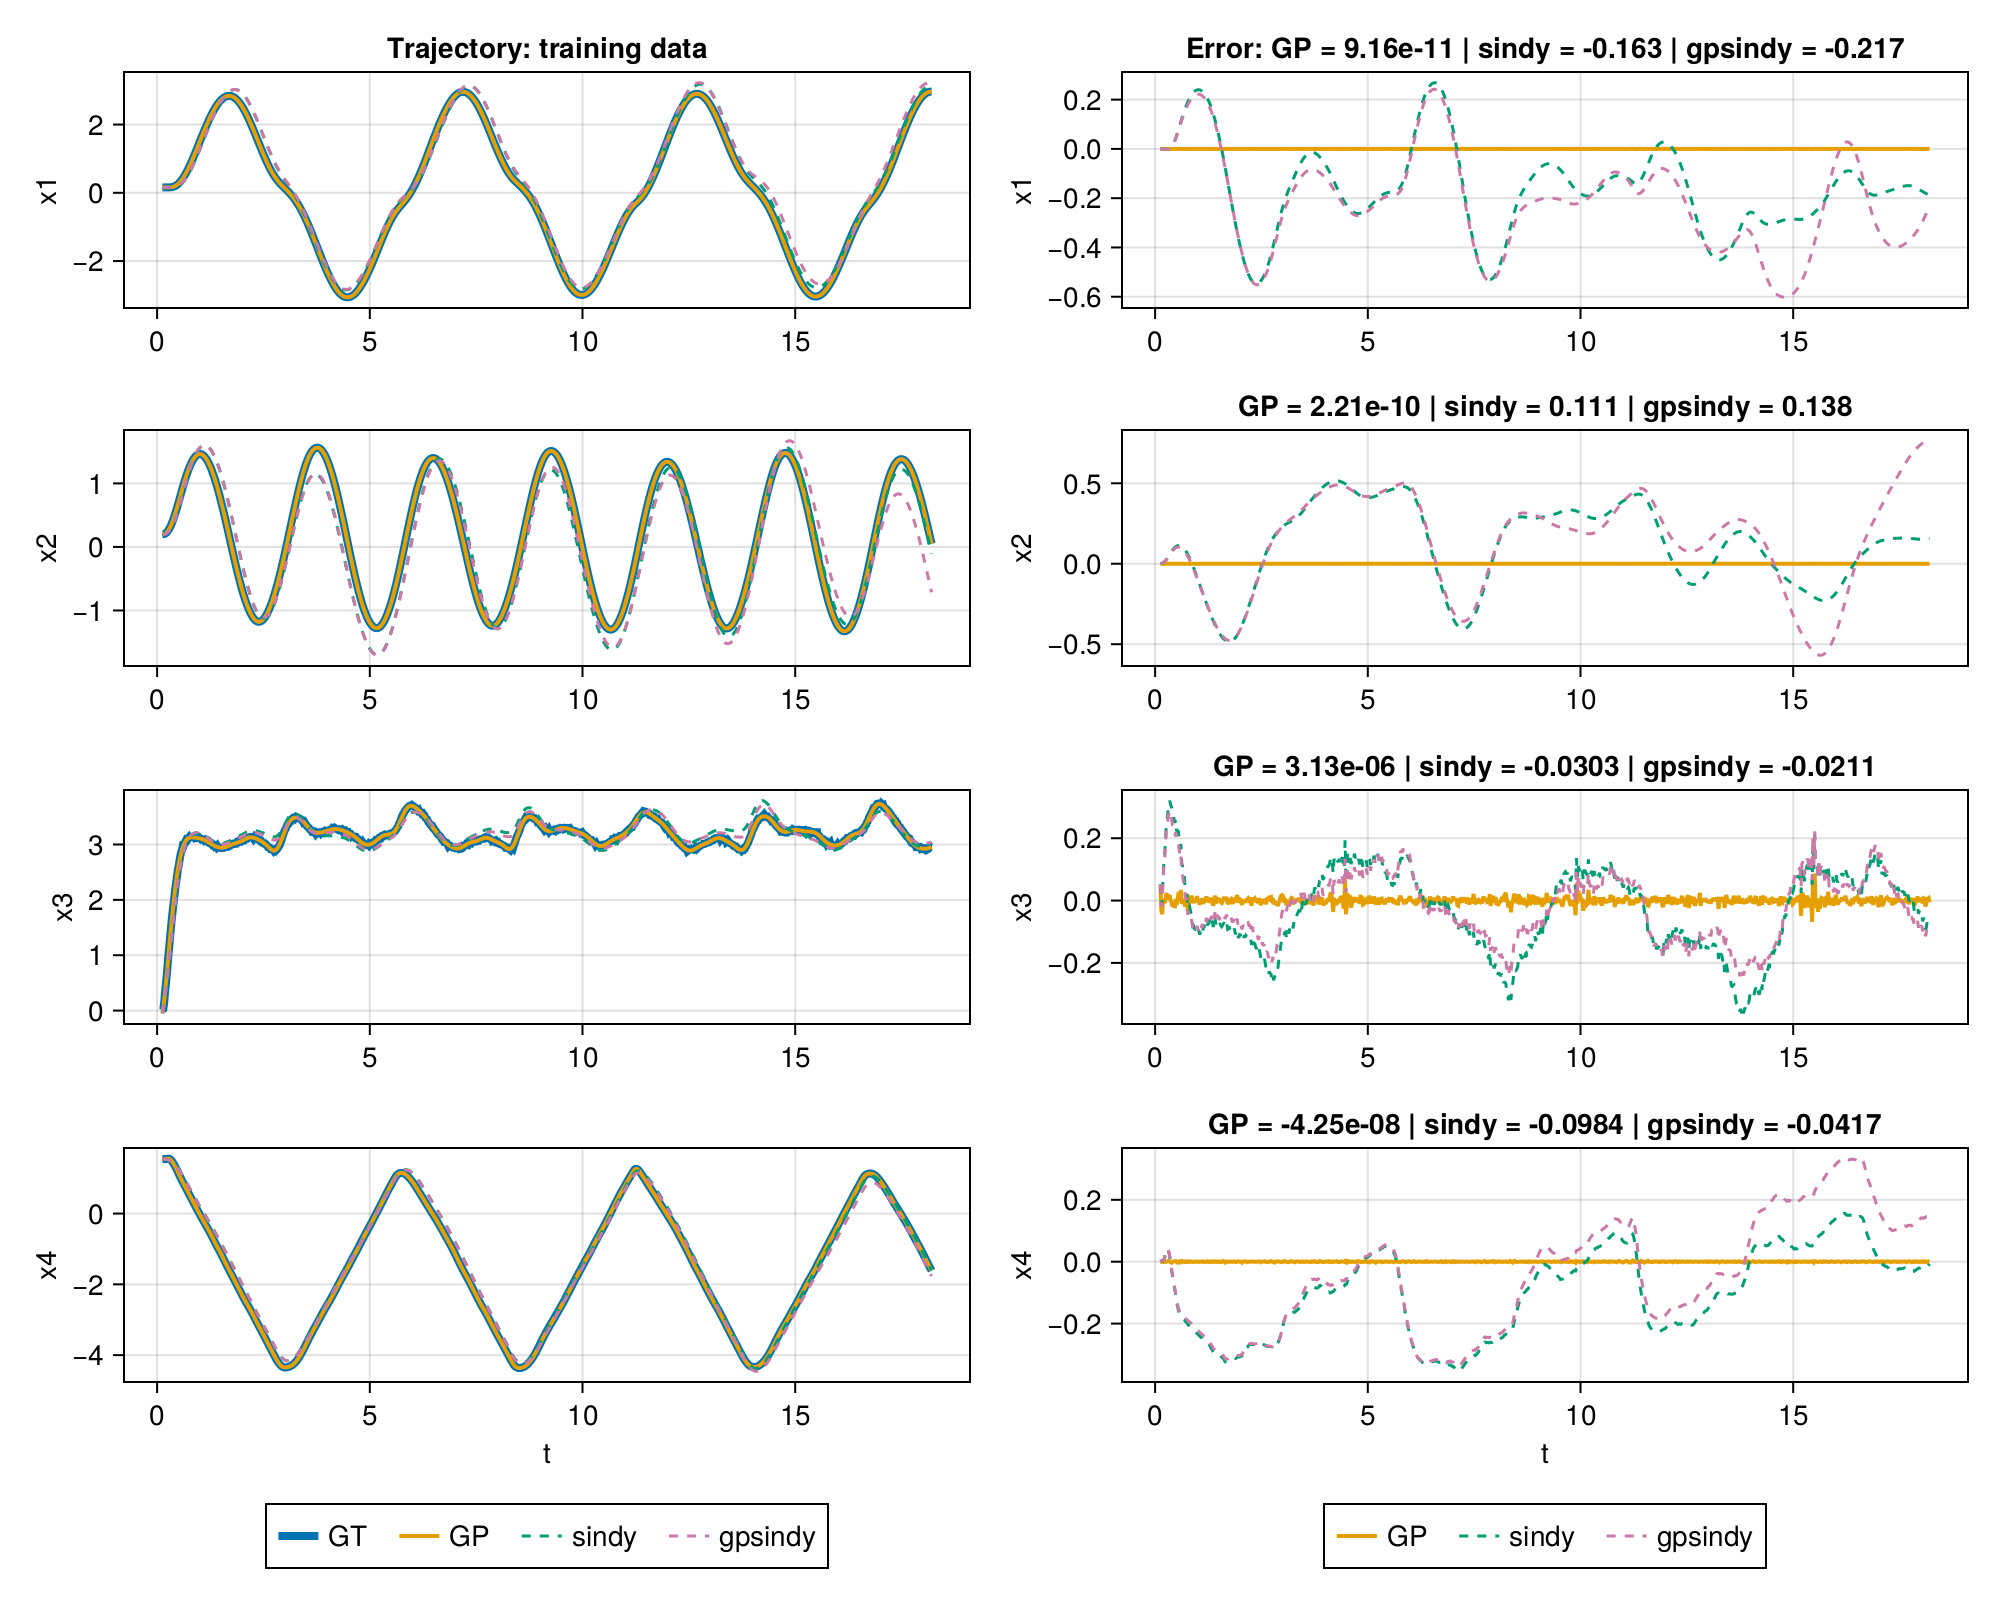 Trajectory: training data
x1
2
0
−2
0 5 10 15
Error: GP = 9.16e-11 | sindy = -0.163 | gpsindy = -0.217
x1
0.2
0.0
−0.2
−0.4
−0.6
0 5 10 15
x2
1
0
−1
0 5 10 15
GP = 2.21e-10 | sindy = 0.111 | gpsindy = 0.138
x2
0.5
0.0
−0.5
0 5 10 15
x3
3
2
1
0
0 5 10 15
GP = 3.13e-06 | sindy = -0.0303 | gpsindy = -0.0211
x3
0.2
0.0
−0.2
0 5 10 15
x4
0
−2
−4
0 5 10 15
t
GP = -4.25e-08 | sindy = -0.0984 | gpsindy = -0.0417
x4
0.2
0.0
−0.2
0 5 10 15
t
GT GP sindy gpsindy
GP sindy gpsindy